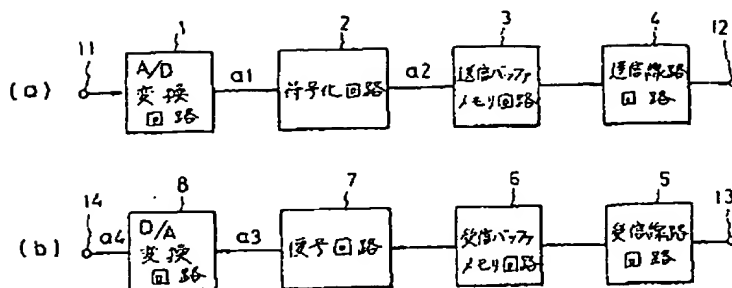 (a)
11
1
A/D
変換
回路
a1
2
符号化回路
a2
3
送信バッファ
メモリ回路
4
送信線路
回路
12
(b)
14
a4
8
D/A
変換
回路
a3
7
復号回路
6
受信バッファ
メモリ回路
5
受信線路
回路
13